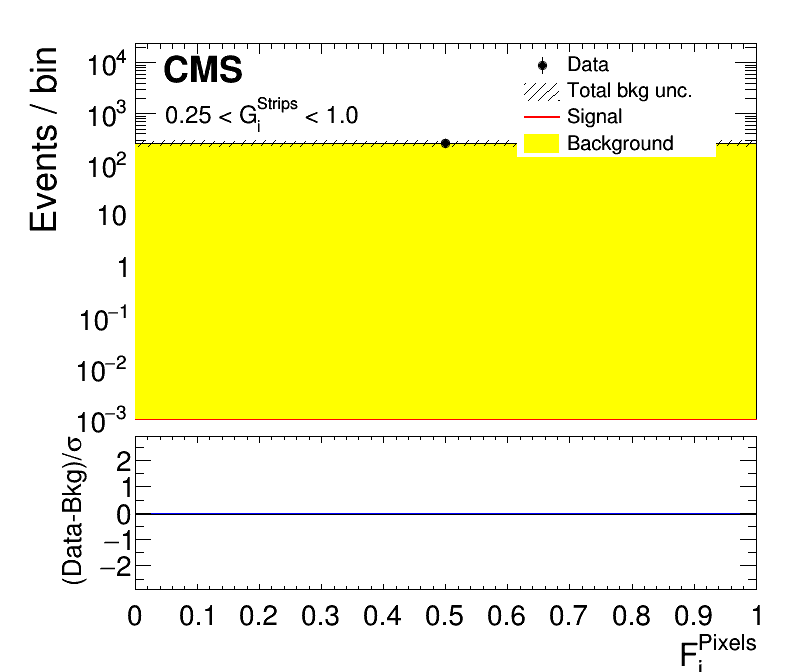 CMS
0.25 < G_i^Strips < 1.0
Data
Total bkg unc.
Signal
Background
Events / bin
10^4
10^3
10^2
10
1
10^−1
10^−2
10^−3
(Data-Bkg)/σ
2
1
0
−1
−2
0 0.1 0.2 0.3 0.4 0.5 0.6 0.7 0.8 0.9 1
F_i^Pixels